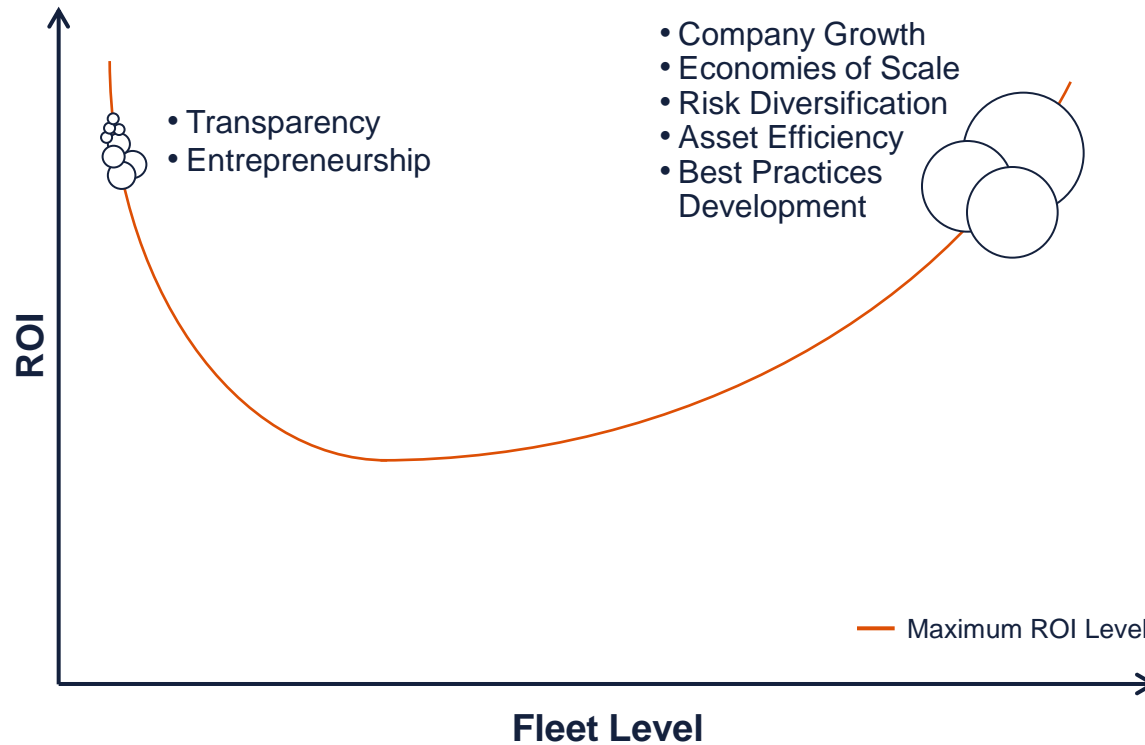 • Company Growth
• Economies of Scale
• Risk Diversification
• Asset Efficiency
• Best Practices
Development
• Transparency
• Entrepreneurship
ROI
Maximum ROI Level
Fleet Level